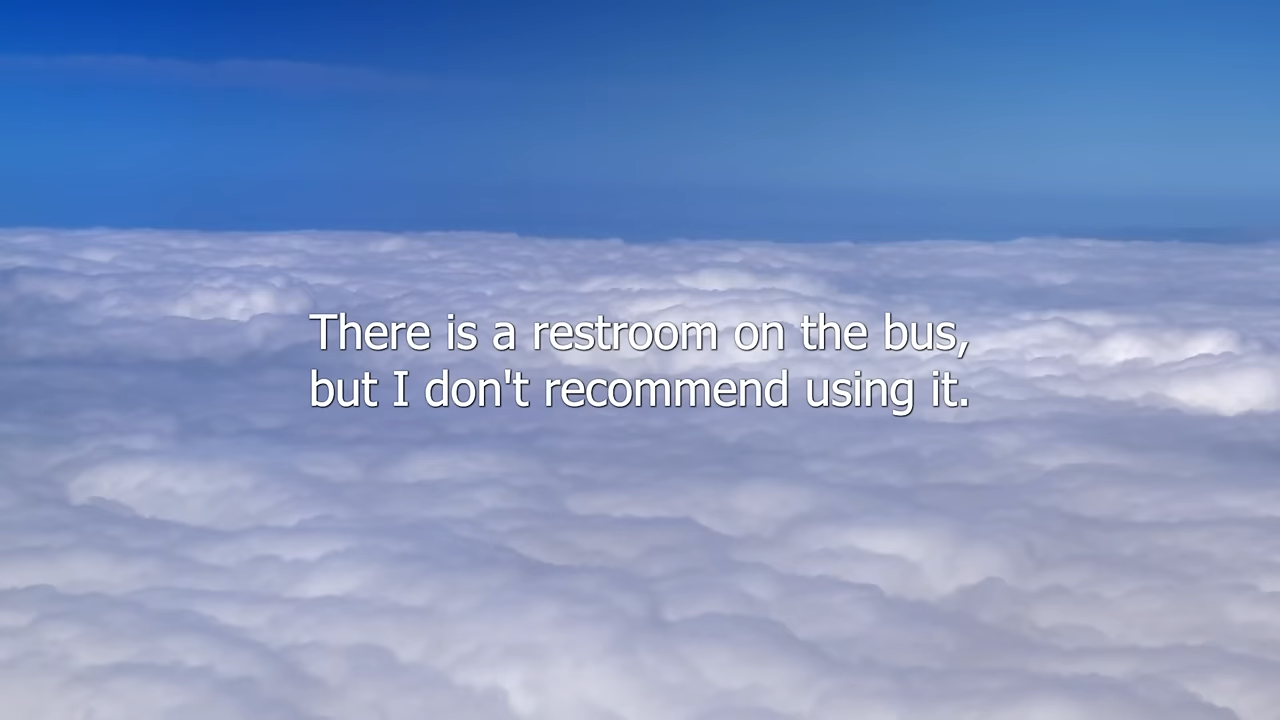 There is a restroom on the bus,
but I don't recommend using it.